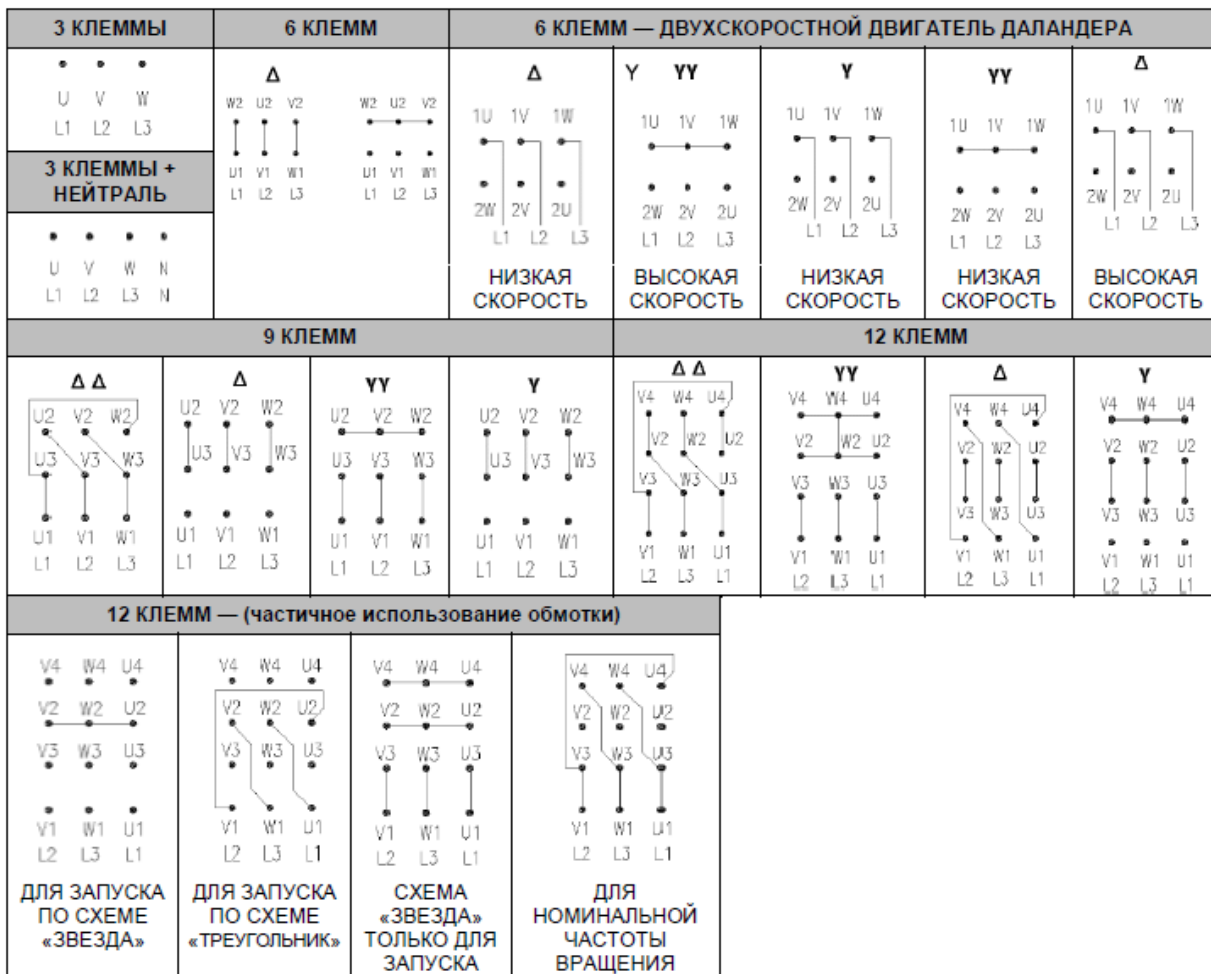 3 КЛЕММЫ
6 КЛЕММ
6 КЛЕММ — ДВУХСКОРОСТНОЙ ДВИГАТЕЛЬ ДАЛАНДЕРА
U V W
L1 L2 L3
3 КЛЕММЫ +
НЕЙТРАЛЬ
U V W N
L1 L2 L3 N
Δ
W2 U2 V2
U1 V1 W1
L1 L2 L3
W2 U2 V2
U1 V1 W1
L1 L2 L3
Δ
1U 1V 1W
2W 2V 2U
L1 L2 L3
НИЗКАЯ
СКОРОСТЬ
Y YY
1U 1V 1W
2W 2V 2U
L1 L2 L3
ВЫСОКАЯ
СКОРОСТЬ
Y
1U 1V 1W
2W 2V 2U
L1 L2 L3
НИЗКАЯ
СКОРОСТЬ
YY
1U 1V 1W
2W 2V 2U
L1 L2 L3
НИЗКАЯ
СКОРОСТЬ
Δ
1U 1V 1W
2W 2V 2U
L1 L2 L3
ВЫСОКАЯ
СКОРОСТЬ
9 КЛЕММ
Δ Δ
U2 V2 W2
U3 V3 W3
U1 V1 W1
L1 L2 L3
Δ
U2 V2 W2
U3 V3 W3
U1 V1 W1
L1 L2 L3
YY
U2 V2 W2
U3 V3 W3
U1 V1 W1
L1 L2 L3
Y
U2 V2 W2
U3 V3 W3
U1 V1 W1
L1 L2 L3
12 КЛЕММ
Δ Δ
V4 W4 U4
V2 W2 U2
V3 W3 U3
V1 W1 U1
L2 L3 L1
YY
V4 W4 U4
V2 W2 U2
V3 W3 U3
V1 W1 U1
L2 L3 L1
Δ
V4 W4 U4
V2 W2 U2
V3 W3 U3
V1 W1 U1
L2 L3 L1
Y
V4 W4 U4
V2 W2 U2
V3 W3 U3
V1 W1 U1
L2 L3 L1
12 КЛЕММ — (частичное использование обмотки)
V4 W4 U4
V2 W2 U2
V3 W3 U3
V1 W1 U1
L2 L3 L1
ДЛЯ ЗАПУСКА
ПО СХЕМЕ
«ЗВЕЗДА»
V4 W4 U4
V2 W2 U2
V3 W3 U3
V1 W1 U1
L2 L3 L1
ДЛЯ ЗАПУСКА
ПО СХЕМЕ
«ТРЕУГОЛЬНИК»
V4 W4 U4
V2 W2 U2
V3 W3 U3
V1 W1 U1
L2 L3 L1
СХЕМА
«ЗВЕЗДА»
ТОЛЬКО ДЛЯ
ЗАПУСКА
V4 W4 U4
V2 W2 U2
V3 W3 U3
V1 W1 U1
L2 L3 L1
ДЛЯ
НОМИНАЛЬНОЙ
ЧАСТОТЫ
ВРАЩЕНИЯ